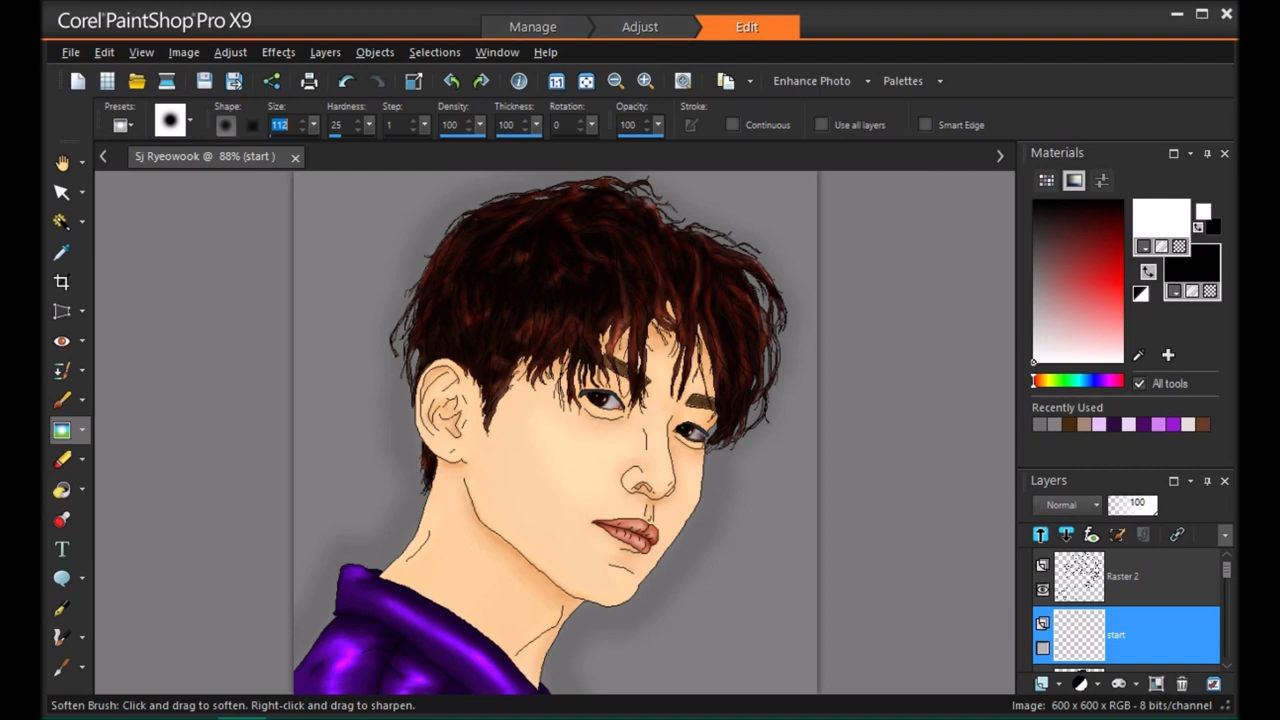 Corel PaintShop Pro X9
Manage Adjust Edit
File Edit View Image Adjust Effects Layers Objects Selections Window Help
Enhance Photo Palettes
Presets: Shape: Size: Hardness: Step: Density: Thickness: Rotation: Opacity: Stroke:
112 25 1 100 100 0 100 Continuous Use all layers Smart Edge
Sj Ryeowook @ 88% (start )
Materials
All tools
Recently Used
Layers
Normal 100
Raster 2
start
Soften Brush: Click and drag to soften. Right-click and drag to sharpen.
Image: 600 x 600 x RGB - 8 bits/channel